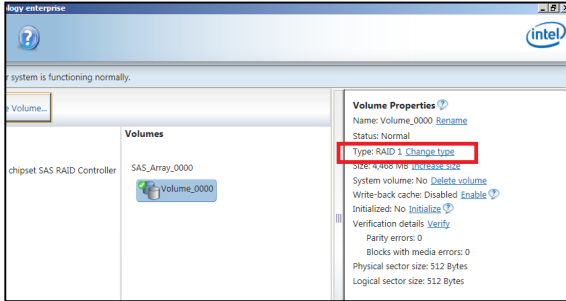 ology enterprise
intel
r system is functioning normally.
e Volume...
Volumes
chipset SAS RAID Controller
SAS_Array_0000
Volume_0000
Volume Properties
Name: Volume_0000 Rename
Status: Normal
Type: RAID 1 Change type
Size: 4,468 MB Increase size
System volume: No Delete volume
Write-back cache: Disabled Enable
Initialized: No Initialize
Verification details Verify
Parity errors: 0
Blocks with media errors: 0
Physical sector size: 512 Bytes
Logical sector size: 512 Bytes